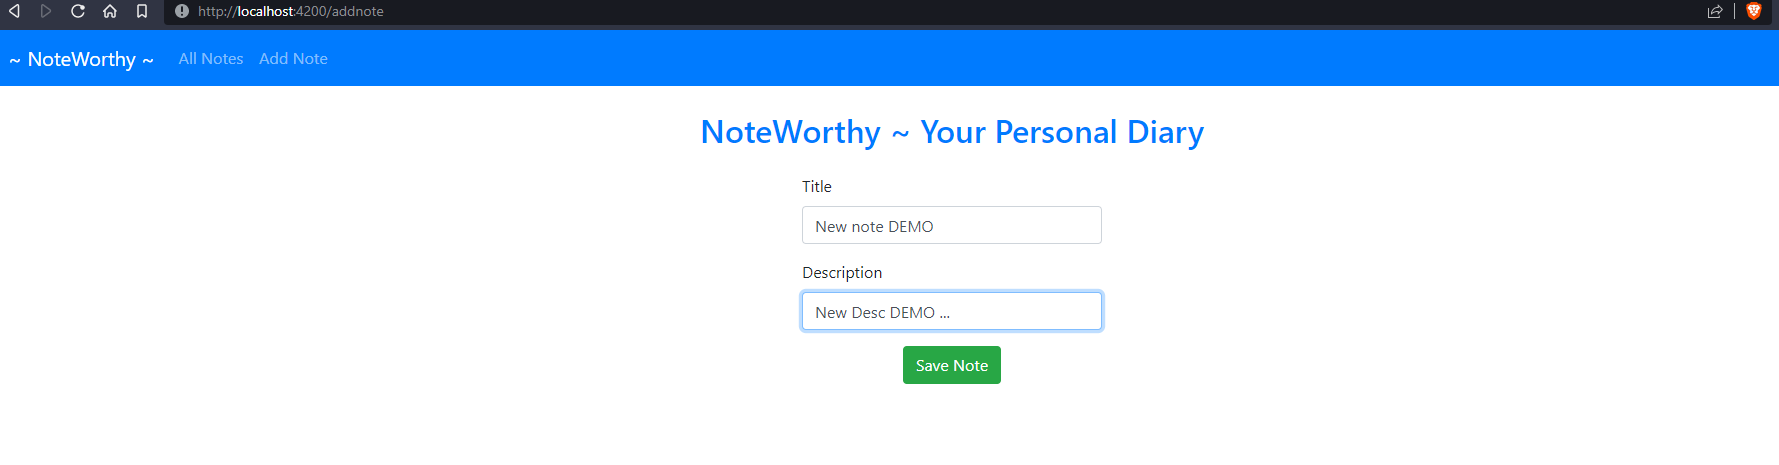 http://localhost:4200/addnote
~ NoteWorthy ~ All Notes Add Note
NoteWorthy ~ Your Personal Diary
Title
New note DEMO
Description
New Desc DEMO ...
Save Note